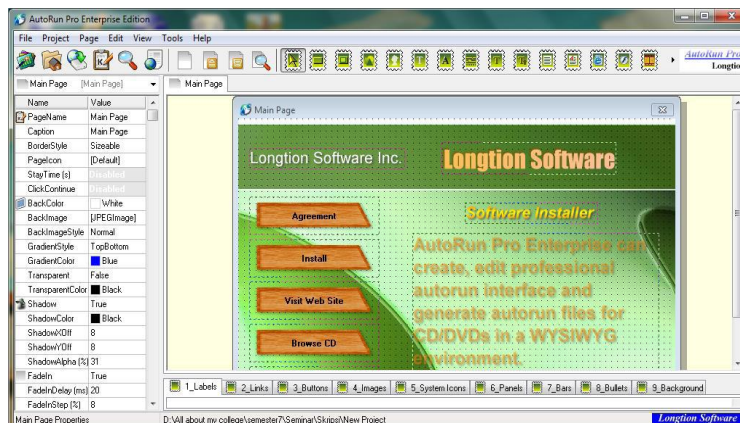 AutoRun Pro Enterprise Edition
File Project Page Edit View Tools Help
AutoRun Pro
Longtio
Main Page [Main Page]
Main Page
Name Value
PageName Main Page
Caption Main Page
BorderStyle Sizeable
PageIcon [Default]
StayTime (s) Disabled
ClickContinue Disabled
BackColor White
BackImage [JPEGImage]
BackImageStyle Normal
GradientStyle TopBottom
GradientColor Blue
Transparent False
TransparentColor Black
Shadow True
ShadowColor Black
ShadowXOff 8
ShadowYOff 8
ShadowAlpha (%) 31
FadeIn True
FadeInDelay (ms) 20
FadeInStep (%) 8
Main Page
Longtion Software Inc. Longtion Software
Software Installer
Agreement
Install
Visit Web Site
Browse CD
AutoRun Pro Enterprise can
create, edit professional
autorun interface and
generate autorun files for
CD/DVDs in a WYSIWYG
environment.
1_Labels 2_Links 3_Buttons 4_Images 5_System Icons 6_Panels 7_Bars 8_Bullets 9_Background
Main Page Properties D:\All about my college\semester7\Seminar\Skripsi\New Project Longtion Software